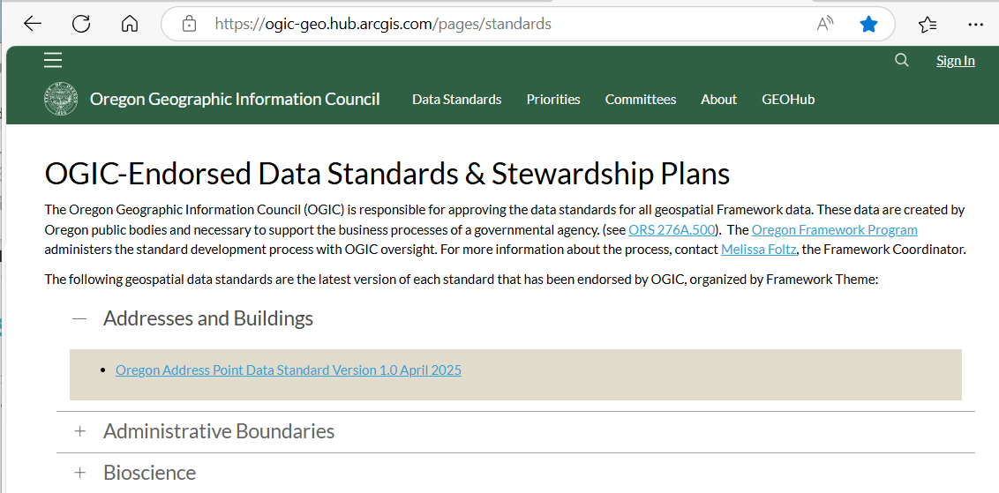 https://ogic-geo.hub.arcgis.com/pages/standards
Sign In
Oregon Geographic Information Council Data Standards Priorities Committees About GEOHub
OGIC-Endorsed Data Standards & Stewardship Plans
The Oregon Geographic Information Council (OGIC) is responsible for approving the data standards for all geospatial Framework data. These data are created by
Oregon public bodies and necessary to support the business processes of a governmental agency. (see ORS 276A.500). The Oregon Framework Program
administers the standard development process with OGIC oversight. For more information about the process, contact Melissa Foltz, the Framework Coordinator.
The following geospatial data standards are the latest version of each standard that has been endorsed by OGIC, organized by Framework Theme:
— Addresses and Buildings
• Oregon Address Point Data Standard Version 1.0 April 2025
+ Administrative Boundaries
+ Bioscience